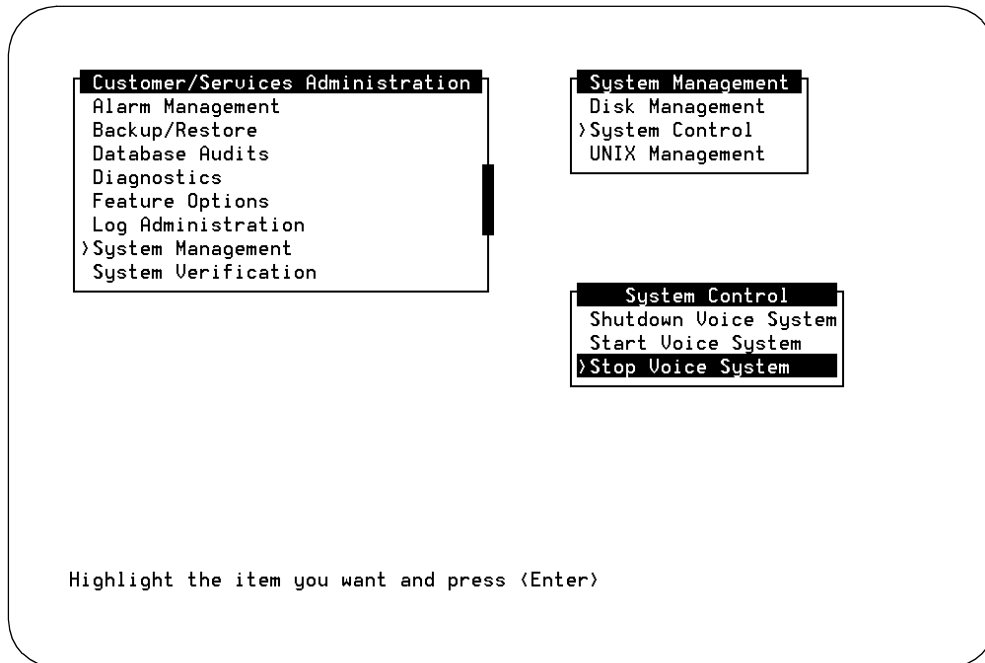 Customer/Services Administration
Alarm Management
Backup/Restore
Database Audits
Diagnostics
Feature Options
Log Administration
>System Management
System Verification
System Management
Disk Management
>System Control
UNIX Management
System Control
Shutdown Voice System
Start Voice System
>Stop Voice System
Highlight the item you want and press <Enter>